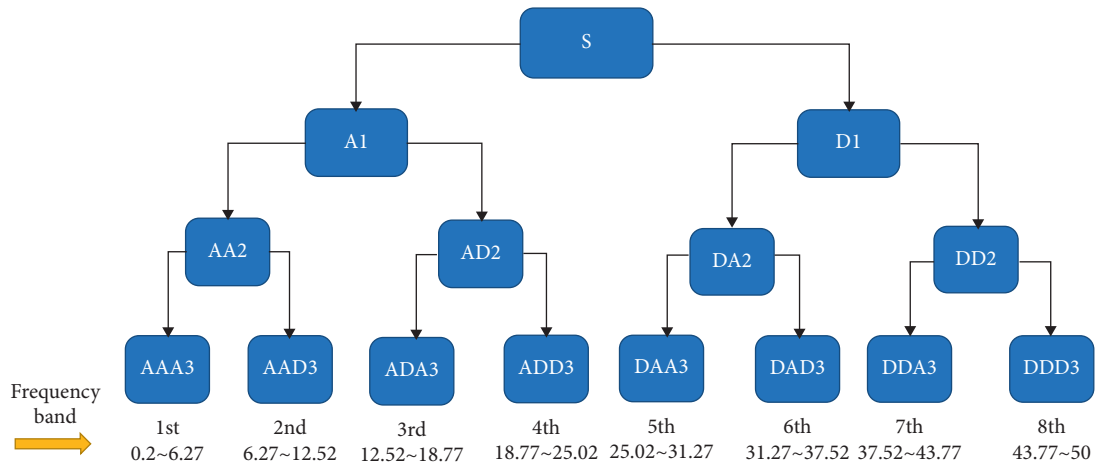 S
A1
D1
AA2
AD2
DA2
DD2
AAA3
AAD3
ADA3
ADD3
DAA3
DAD3
DDA3
DDD3
Frequency
band
1st
2nd
3rd
4th
5th
6th
7th
8th
0.2~6.27
6.27~12.52
12.52~18.77
18.77~25.02
25.02~31.27
31.27~37.52
37.52~43.77
43.77~50